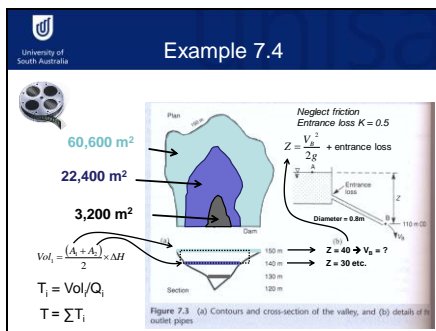 University of
South Australia
Example 7.4
Plan
150 m
Neglect friction
Entrance loss K = 0.5
Z = V_B² / 2g + entrance loss
60,600 m²
22,400 m²
3,200 m²
A
Entrance
loss
Z
Diameter = 0.8m
B
110 m OD
V_B
Dam
(a)
(b)
Vol_i = (A₁ + A₂) / 2 × ΔH
150 m
140 m
130 m
120 m
Z = 40 → V_B = ?
Z = 30 etc.
T_i = Vol_i/Q_i
T = ∑T_i
Section
Figure 7.3 (a) Contours and cross-section of the valley, and (b) details of
outlet pipes